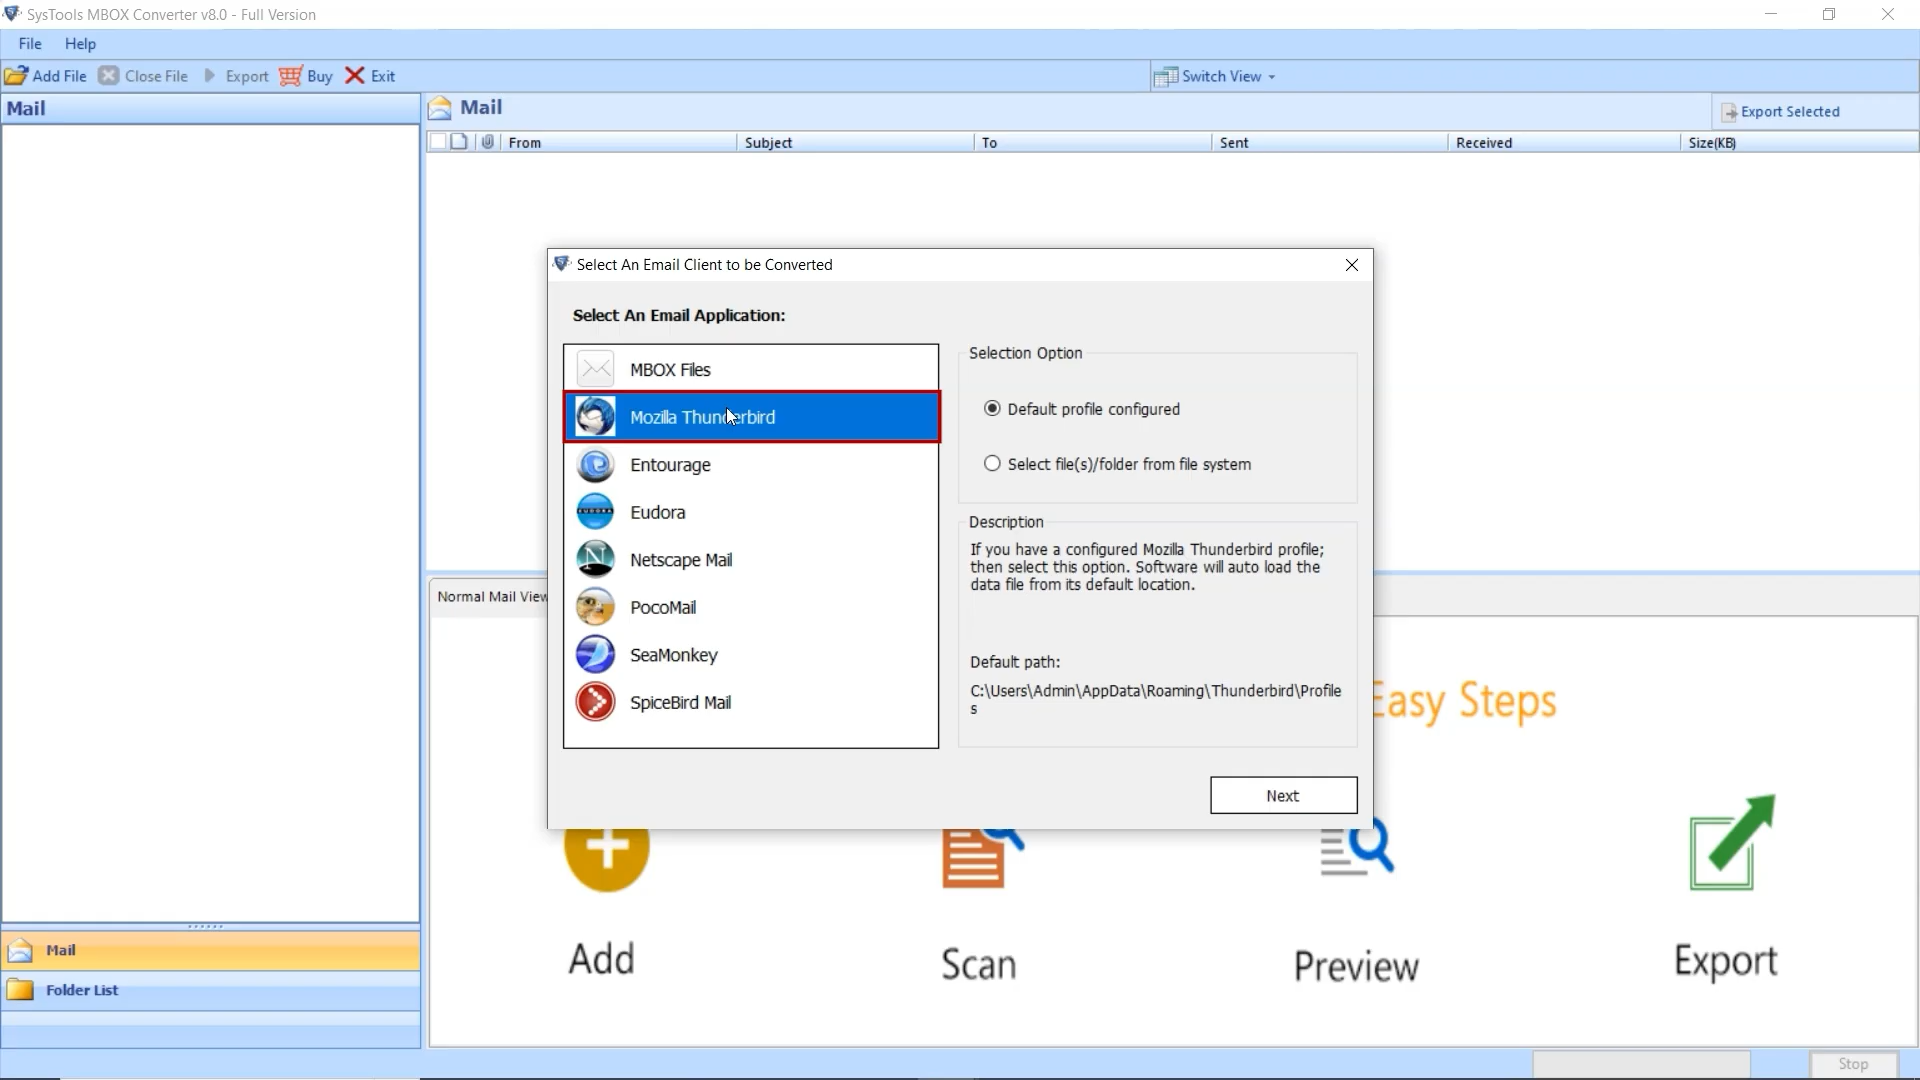 SysTools MBOX Converter v8.0 - Full Version
File Help
Add File Close File Export Buy Exit Switch View
Mail
Mail
Export Selected
From Subject To Sent Received Size(KB)
Select An Email Client to be Converted
Select An Email Application:
MBOX Files
Mozilla Thunderbird
Entourage
EUDORA
Eudora
N
Netscape Mail
PocoMail
SeaMonkey
SpiceBird Mail
Selection Option
Default profile configured
Select file(s)/folder from file system
Description
If you have a configured Mozilla Thunderbird profile;
then select this option. Software will auto load the
data file from its default location.
Default path:
C:\Users\Admin\AppData\Roaming\Thunderbird\Profile
s
Next
Normal Mail View
Easy Steps
Add
Scan
Preview
Export
Mail
Folder List
Stop